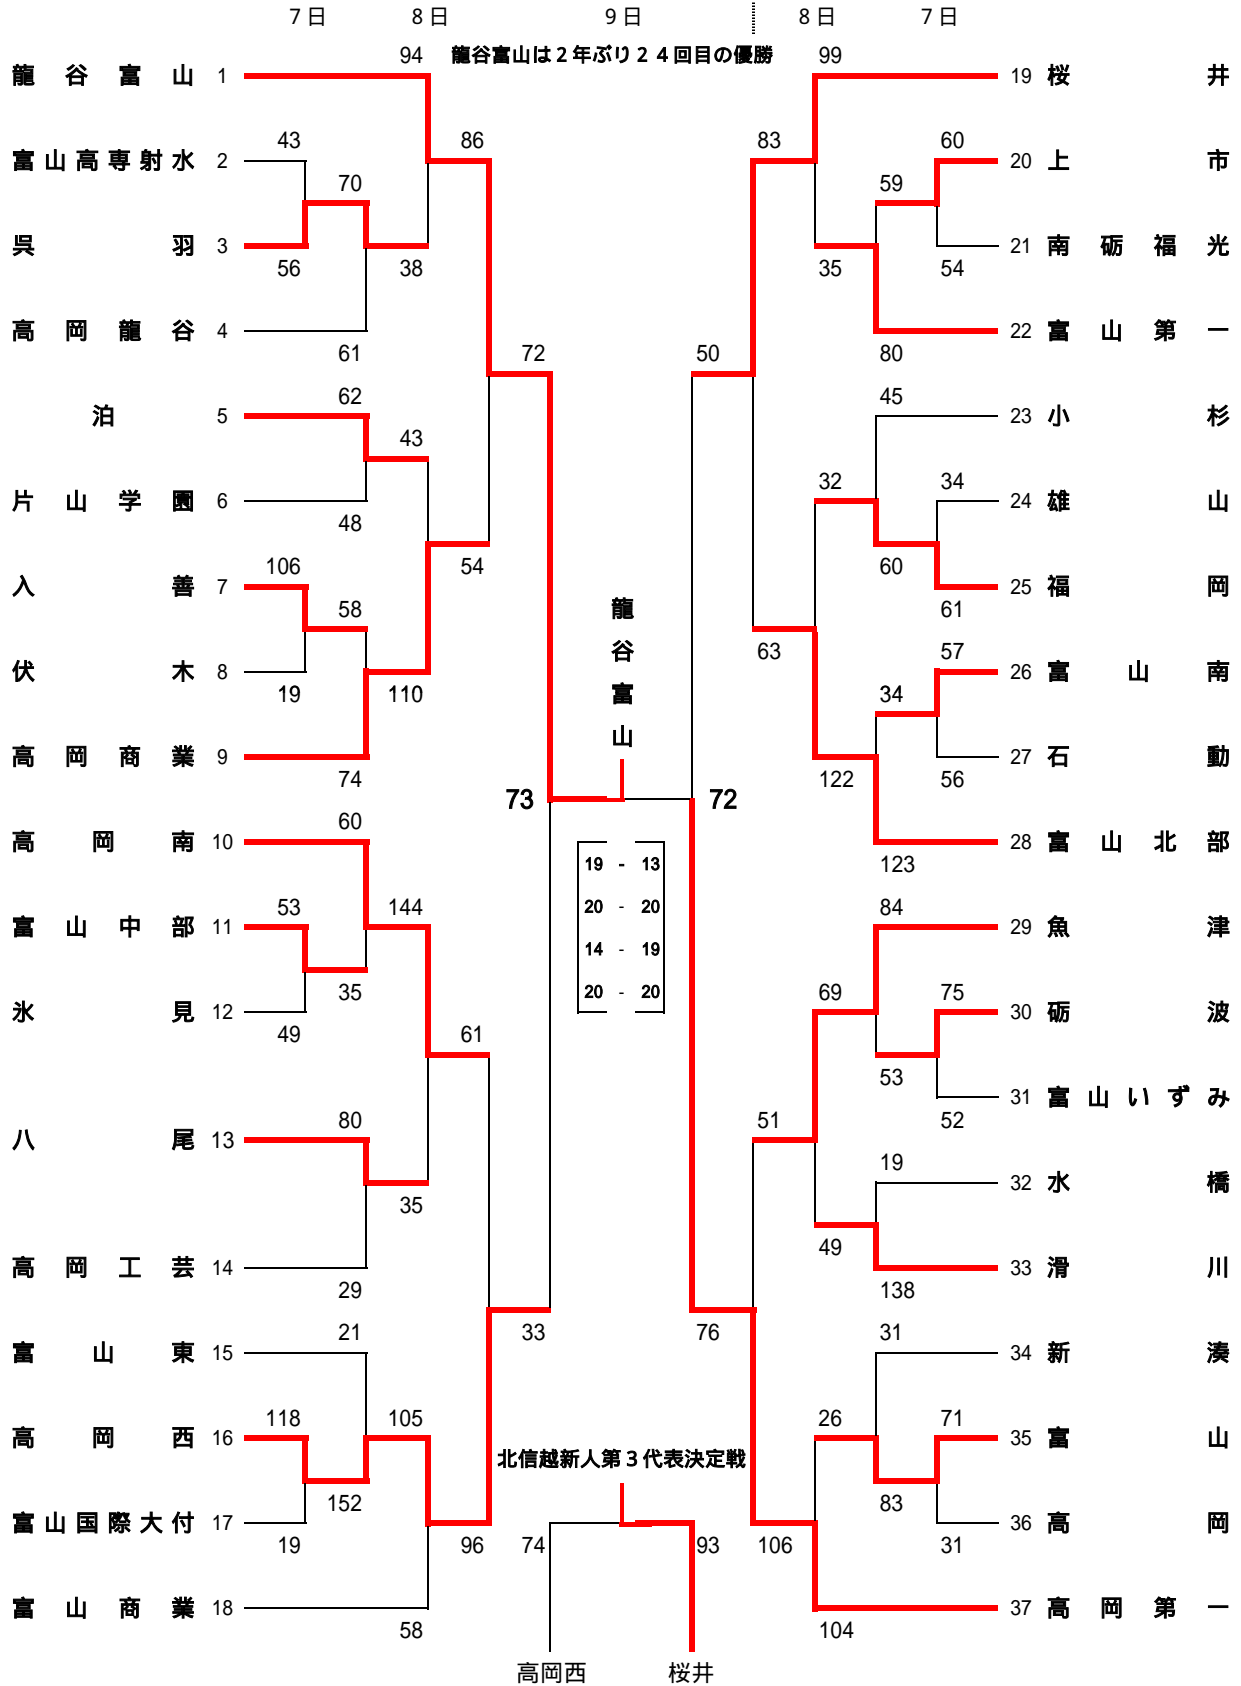 7日 8日 9日 8日 7日
龍谷富山は2年ぶり24回目の優勝
94 99
龍谷富山 1 19 桜井
43 86 83 60
富山高専射水 2 20 上市
70 59
呉羽 3 21 南砺福光
56 38 35 54
高岡龍谷 4 22 富山第一
61 72 50 80
62 45
泊 5 23 小杉
43 32 34
片山学園 6 24 雄山
48
106 54 60
入善 7 25 福岡
58 61
龍谷富山
63 57
伏木 8 26 富山南
19 110 34
高岡商業 9 27 石動
74 122 56
73 72
60
高岡南 10 28 富山北部
19 - 13
123
20 - 20
53 144 84
富山中部 11 29 魚津
14 - 19
35 69 75
20 - 20
氷見 12 30 砺波
49 61
53
31 富山いずみ
80 51 52
八尾 13
19
32 水橋
35
49
高岡工芸 14 33 滑川
29 138
21 33 76 31
富山東 15 34 新湊
118 105 26 71
高岡西 16 35 富山
北信越新人第3代表決定戦
152 83
富山国際大付 17 36 高岡
19 96 74 93 106 31
富山商業 18 37 高岡第一
58 104
高岡西 桜井